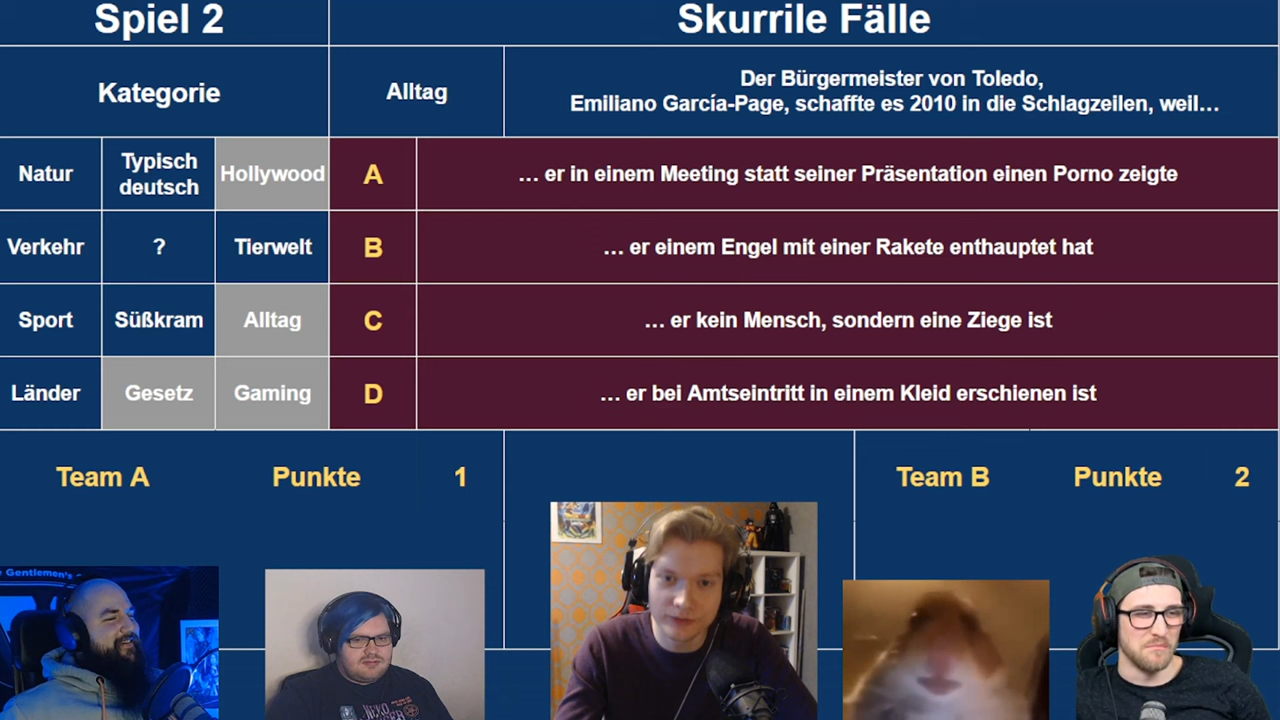 Spiel 2
Skurrile Fälle
Kategorie
Alltag
Der Bürgermeister von Toledo,
Emiliano García-Page, schaffte es 2010 in die Schlagzeilen, weil…
Natur
Typisch
deutsch
Hollywood
A
… er in einem Meeting statt seiner Präsentation einen Porno zeigte
Verkehr
?
Tierwelt
B
… er einem Engel mit einer Rakete enthauptet hat
Sport
Süßkram
Alltag
C
… er kein Mensch, sondern eine Ziege ist
Länder
Gesetz
Gaming
D
… er bei Amtseintritt in einem Kleid erschienen ist
Team A
Punkte
1
Team B
Punkte
2
Gentlemen's